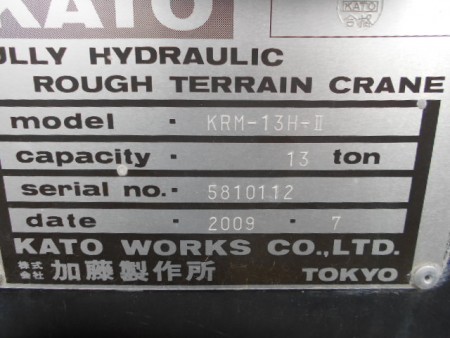 KATO
KATO
ULLY HYDRAULIC
ROUGH TERRAIN CRANE
model · KRM-13H-II
capacity · 13 ton
serial no. · 5810112
date · 2009 · 7
KATO WORKS CO.,LTD.
株式会社 加藤製作所 TOKYO